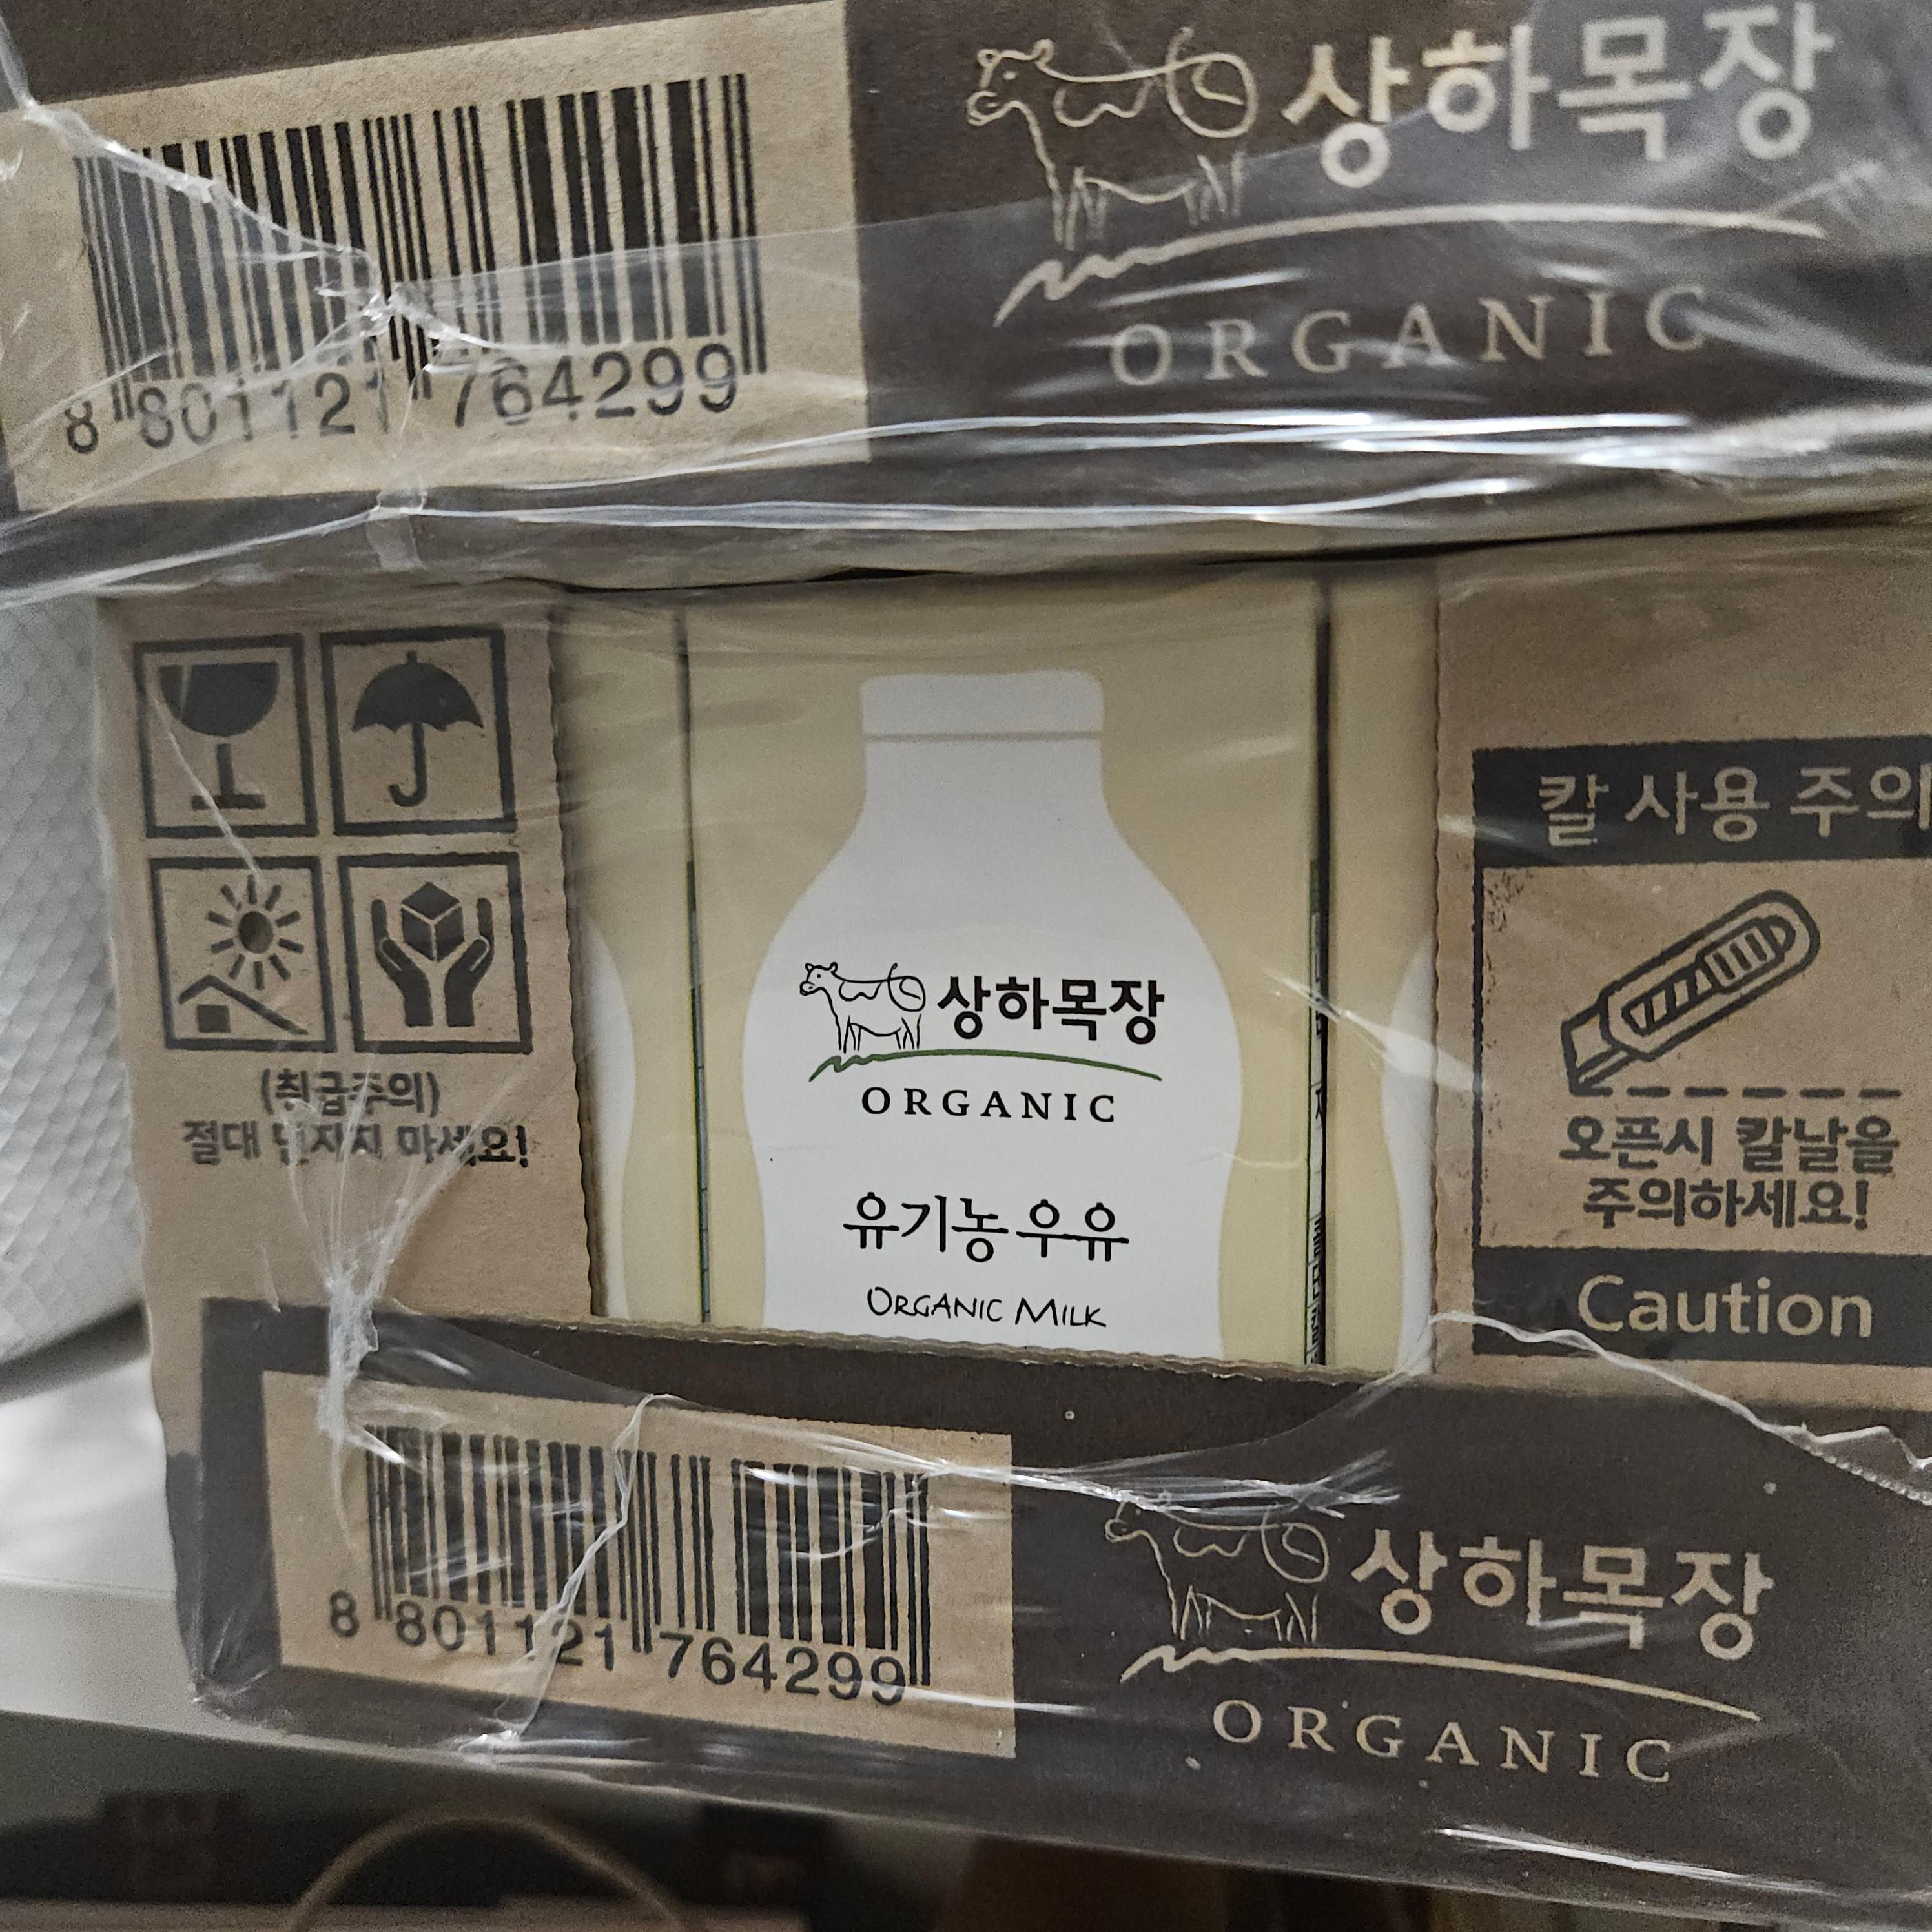 상하목장
ORGANIC
8 801121 764299
(취급주의)
절대 던지지 마세요!
상하목장
ORGANIC
유기농우유
ORGANIC MILK
칼 사용 주의
오픈시 칼날을
주의하세요!
Caution
8 801121 764299
상하목장
ORGANIC